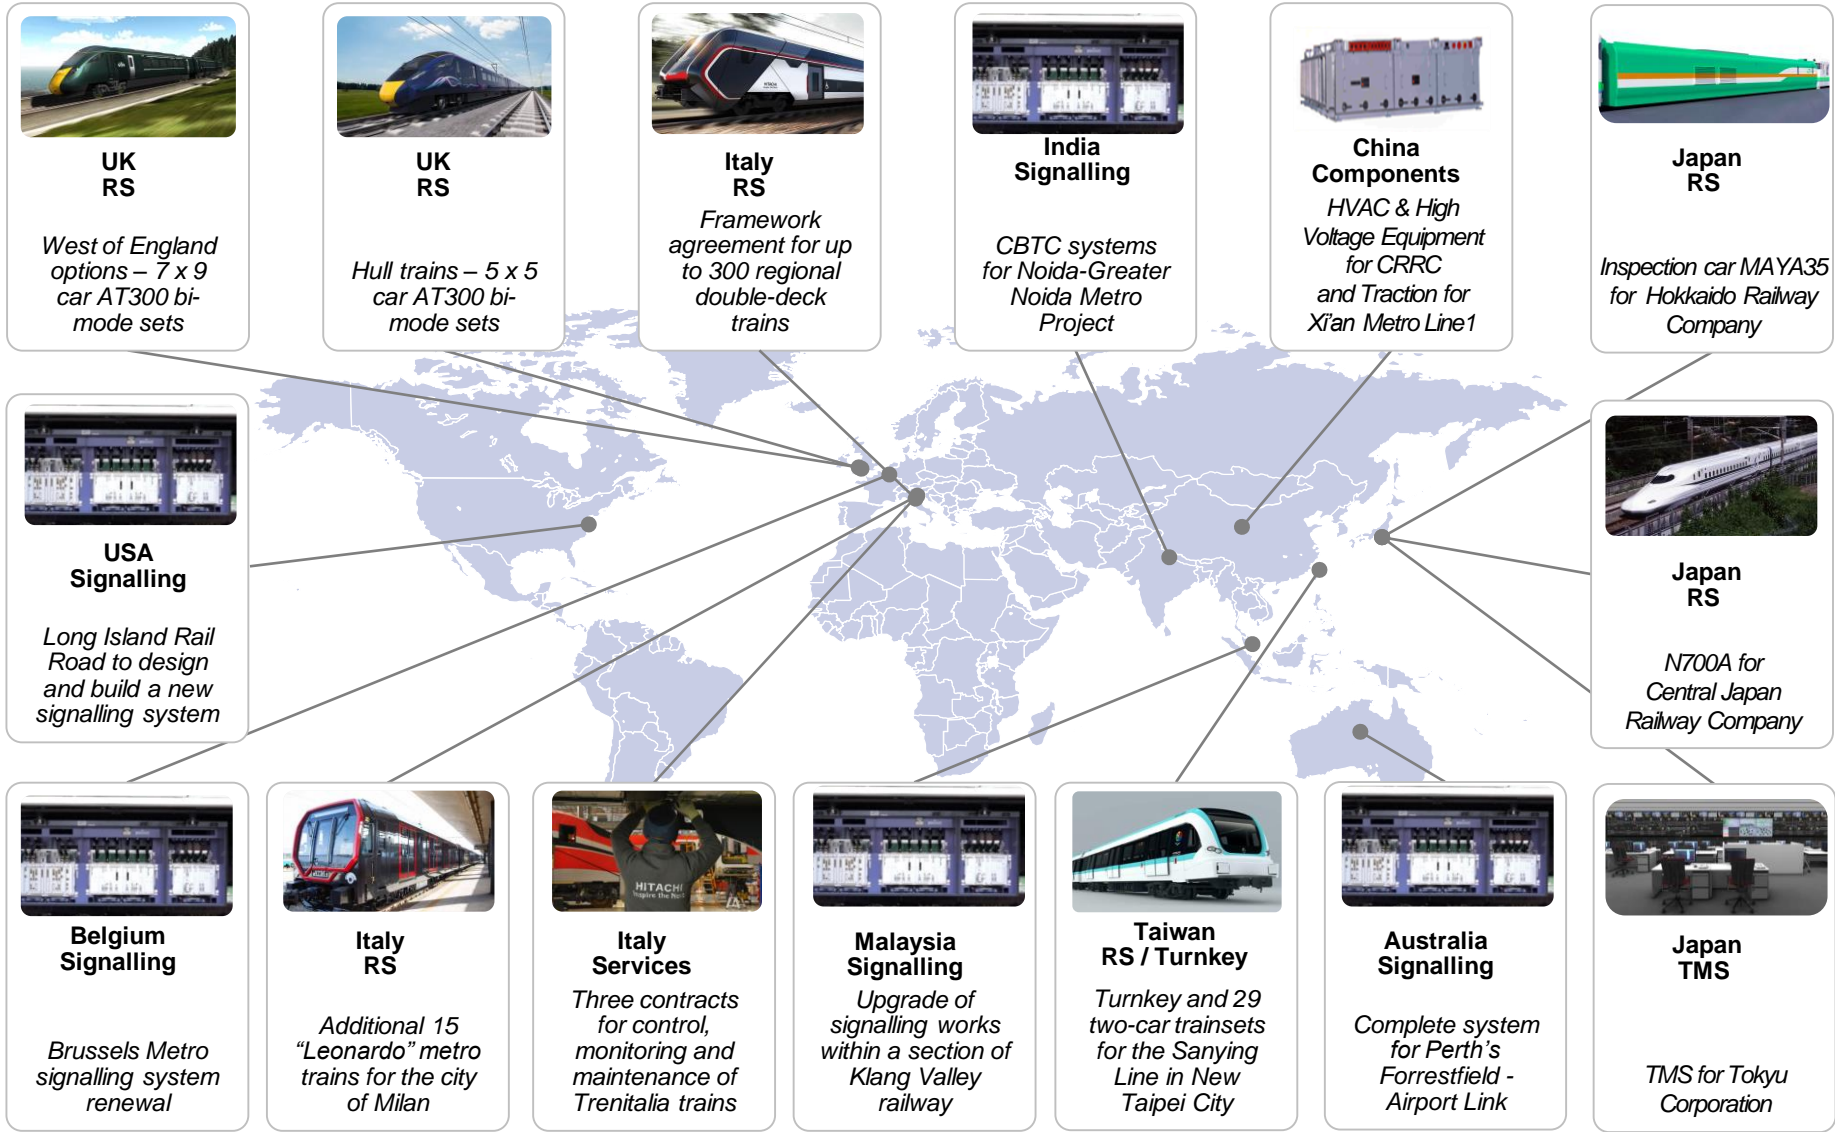 UK
RS
West of England
options – 7 x 9
car AT300 bi-
mode sets
UK
RS
Hull trains – 5 x 5
car AT300 bi-
mode sets
Italy
RS
Framework
agreement for up
to 300 regional
double-deck
trains
India
Signalling
CBTC systems
for Noida-Greater
Noida Metro
Project
China
Components
HVAC & High
Voltage Equipment
for CRRC
and Traction for
Xi'an Metro Line1
Japan
RS
Inspection car MAYA35
for Hokkaido Railway
Company
USA
Signalling
Long Island Rail
Road to design
and build a new
signalling system
Japan
RS
N700A for
Central Japan
Railway Company
Belgium
Signalling
Brussels Metro
signalling system
renewal
Italy
RS
Additional 15
“Leonardo” metro
trains for the city
of Milan
HITACHI
Inspire the Next
Italy
Services
Three contracts
for control,
monitoring and
maintenance of
Trenitalia trains
Malaysia
Signalling
Upgrade of
signalling works
within a section of
Klang Valley
railway
Taiwan
RS / Turnkey
Turnkey and 29
two-car trainsets
for the Sanying
Line in New
Taipei City
Australia
Signalling
Complete system
for Perth’s
Forrestfield -
Airport Link
Japan
TMS
TMS for Tokyu
Corporation